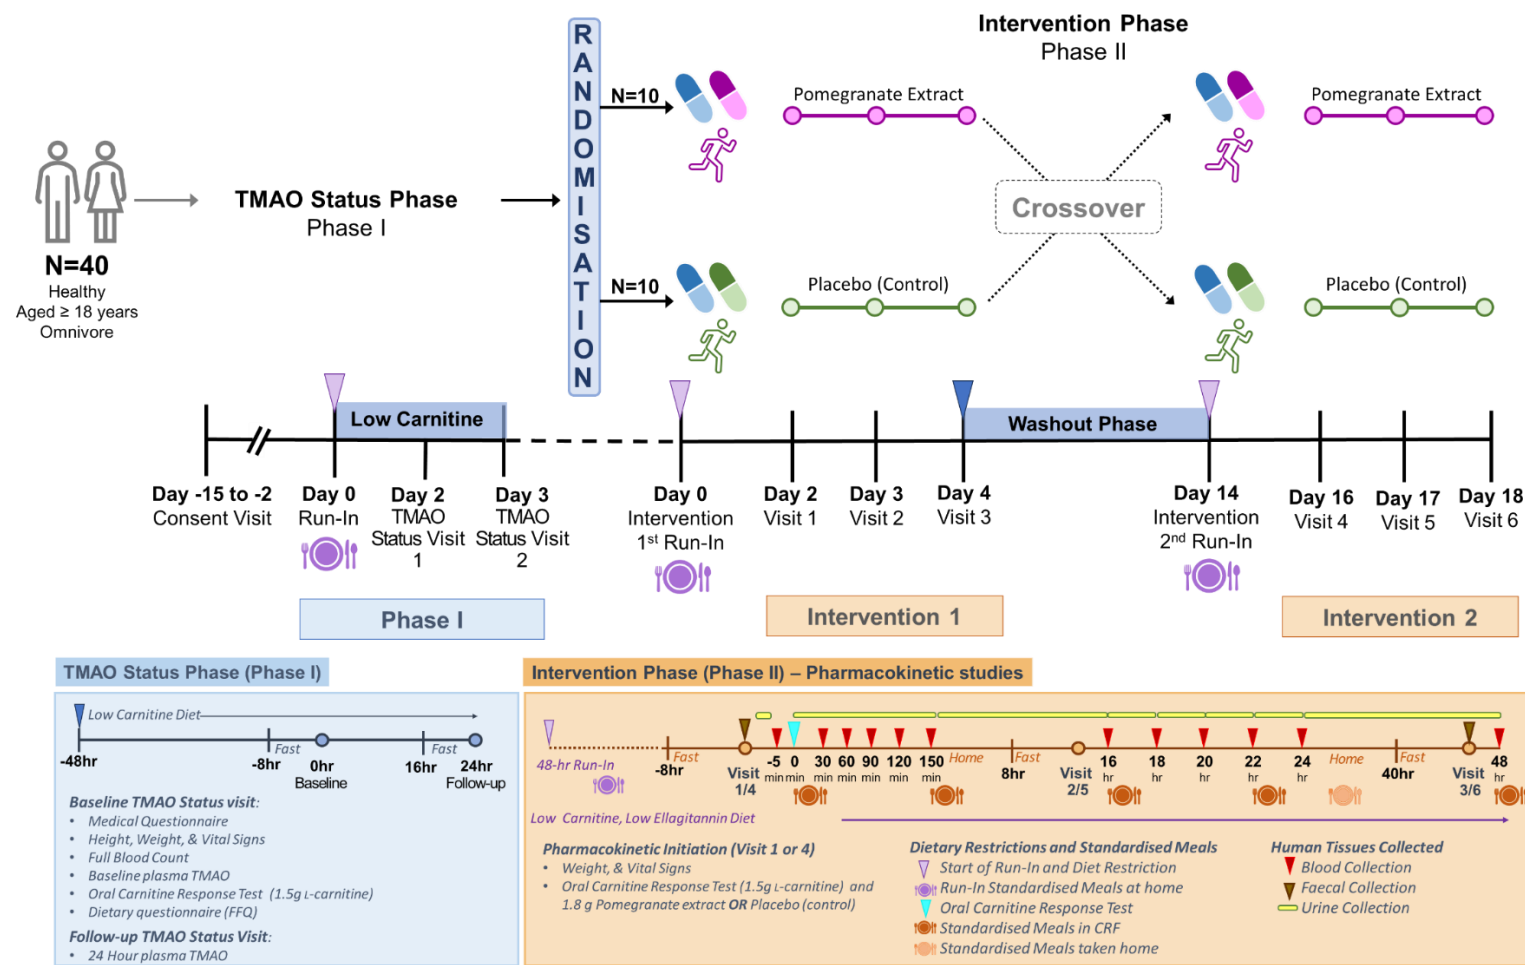 Intervention Phase
Phase II
RANDOMISATION
N=10
Pomegranate Extract
Pomegranate Extract
TMAO Status Phase
Phase I
Crossover
N=40
Healthy
Aged ≥ 18 years
Omnivore
N=10
Placebo (Control)
Placebo (Control)
Low Carnitine
Washout Phase
Day -15 to -2
Consent Visit
Day 0
Run-In
Day 2
TMAO
Status Visit
1
Day 3
TMAO
Status Visit
2
Day 0
Intervention
1st Run-In
Day 2
Visit 1
Day 3
Visit 2
Day 4
Visit 3
Day 14
Intervention
2nd Run-In
Day 16
Visit 4
Day 17
Visit 5
Day 18
Visit 6
Phase I
Intervention 1
Intervention 2
TMAO Status Phase (Phase I)
Low Carnitine Diet
Fast
Fast
-48hr
-8hr
0hr
Baseline
16hr
24hr
Follow-up
Baseline TMAO Status visit:
• Medical Questionnaire
• Height, Weight, & Vital Signs
• Full Blood Count
• Baseline plasma TMAO
• Oral Carnitine Response Test (1.5g L-carnitine)
• Dietary questionnaire (FFQ)
Follow-up TMAO Status Visit:
• 24 Hour plasma TMAO
Intervention Phase (Phase II) – Pharmacokinetic studies
48-hr Run-In
-8hr
Fast
Visit
1/4
-5
min
0
min
30
min
60
min
90
min
120
min
150
min
Home
8hr
Fast
Visit
2/5
16
hr
18
hr
20
hr
22
hr
24
hr
Home
40hr
Fast
Visit
3/6
48
hr
Low Carnitine, Low Ellagitannin Diet
Pharmacokinetic Initiation (Visit 1 or 4)
• Weight, & Vital Signs
• Oral Carnitine Response Test (1.5g L-carnitine) and
1.8 g Pomegranate extract OR Placebo (control)
Dietary Restrictions and Standardised Meals
Start of Run-In and Diet Restriction
Run-In Standardised Meals at home
Oral Carnitine Response Test
Standardised Meals in CRF
Standardised Meals taken home
Human Tissues Collected
Blood Collection
Faecal Collection
Urine Collection